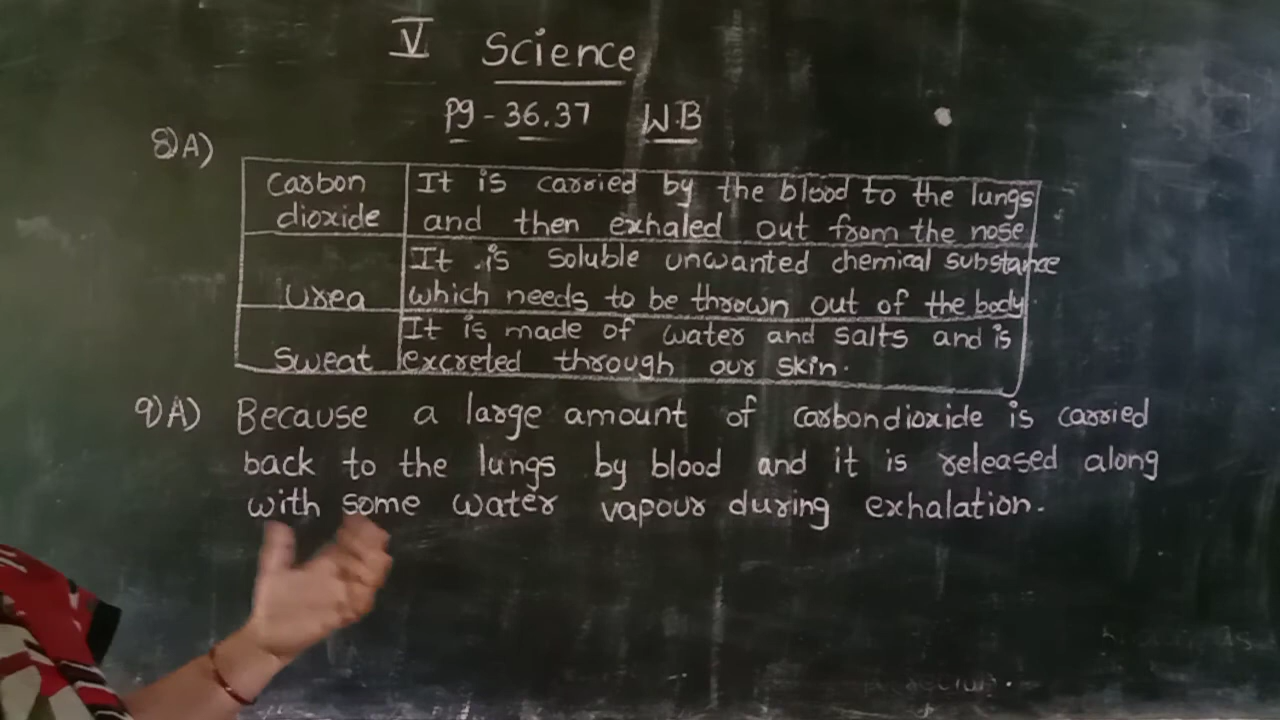 V Science
Pg - 36.37 W.B
8)A)
Carbon dioxide
It is carried by the blood to the lungs
and then exhaled out from the nose
Urea
It is soluble unwanted chemical substance
which needs to be thrown out of the body.
Sweat
It is made of water and salts and is
excreted through our skin.
9)A) Because a large amount of carbondioxide is carried
back to the lungs by blood and it is released along
with some water vapour during exhalation.